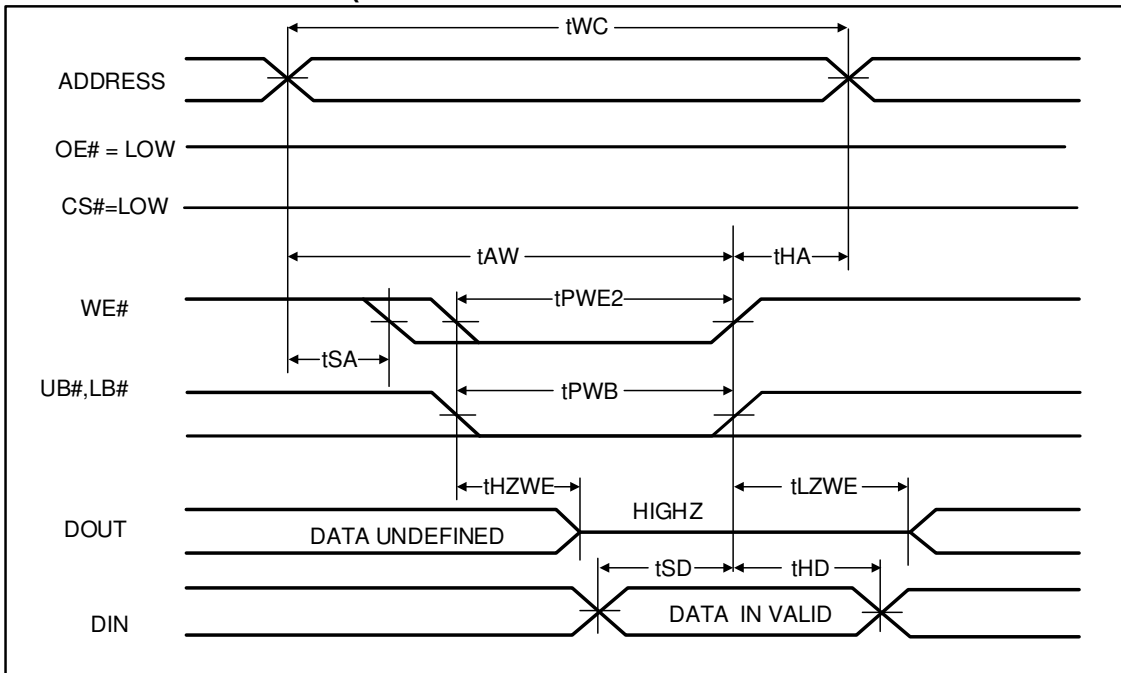 tWC
ADDRESS
OE# = LOW
CS#=LOW
tAW
tHA
WE#
tPWE2
tSA
UB#,LB#
tPWB
tHZWE
tLZWE
DOUT
DATA UNDEFINED
HIGHZ
tSD
tHD
DIN
DATA IN VALID